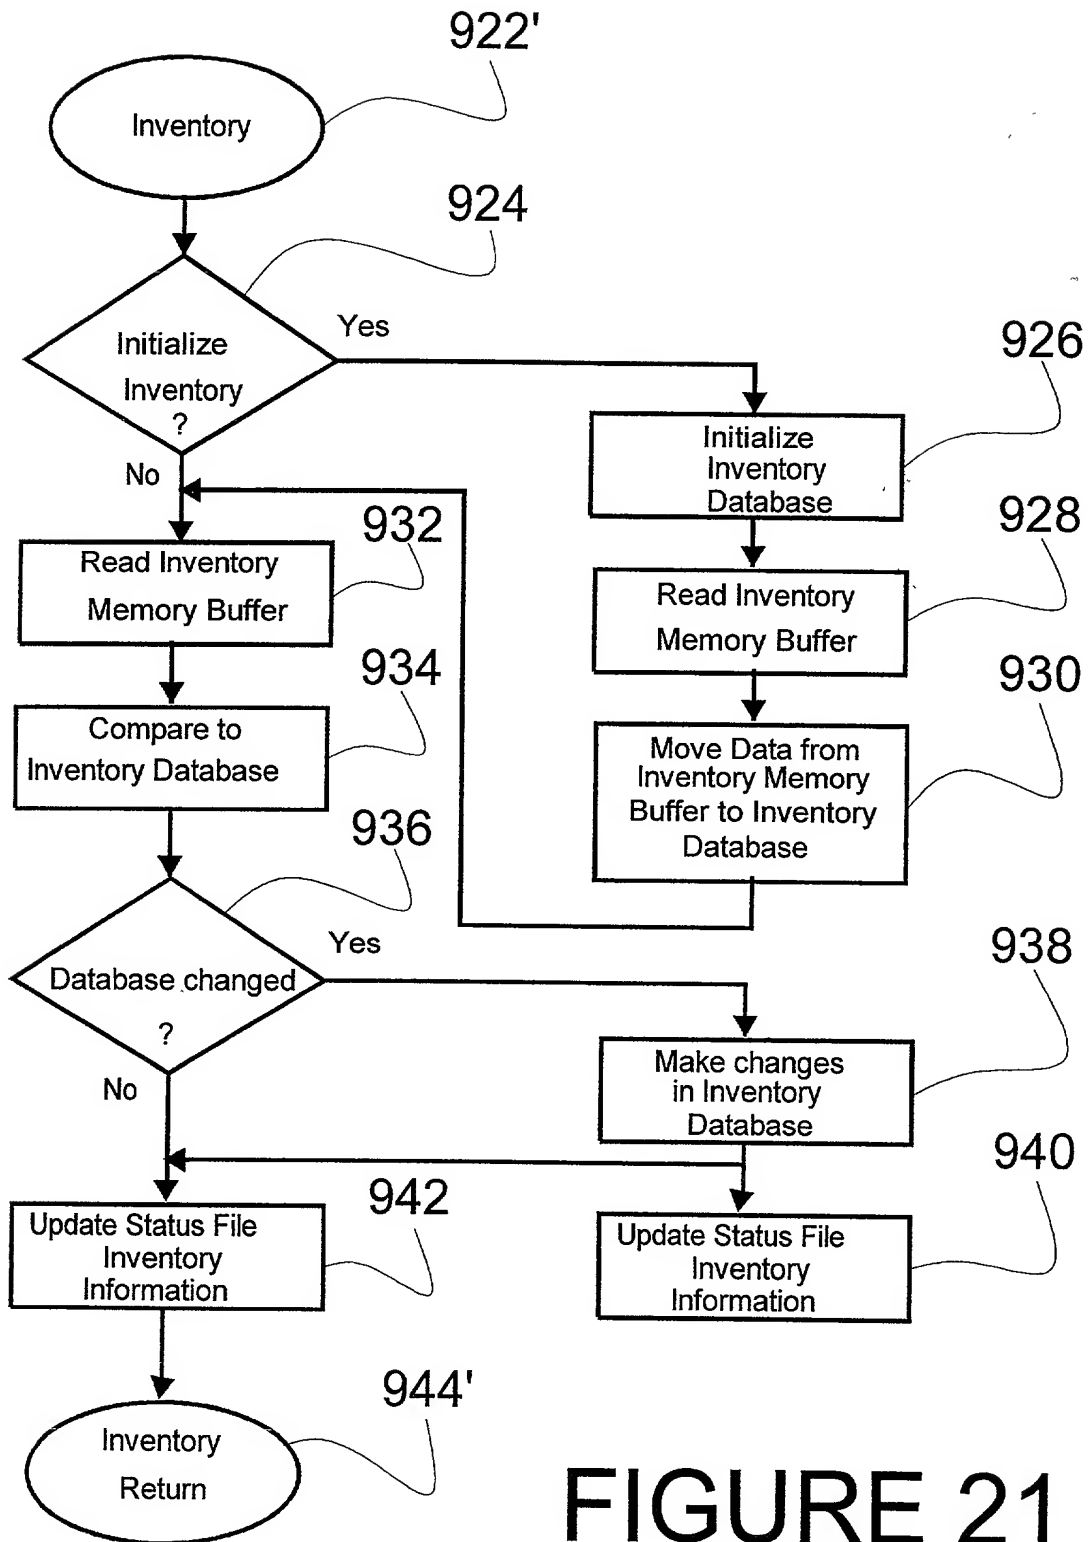 922'
Inventory
924
Yes
Initialize
Inventory
?
No
926
Initialize
Inventory
Database
928
Read Inventory
Memory Buffer
930
Move Data from
Inventory Memory
Buffer to Inventory
Database
932
Read Inventory
Memory Buffer
934
Compare to
Inventory Database
936
Yes
Database changed
?
No
938
Make changes
in Inventory
Database
940
Update Status File
Inventory
Information
942
Update Status File
Inventory
Information
944'
Inventory
Return
FIGURE 21